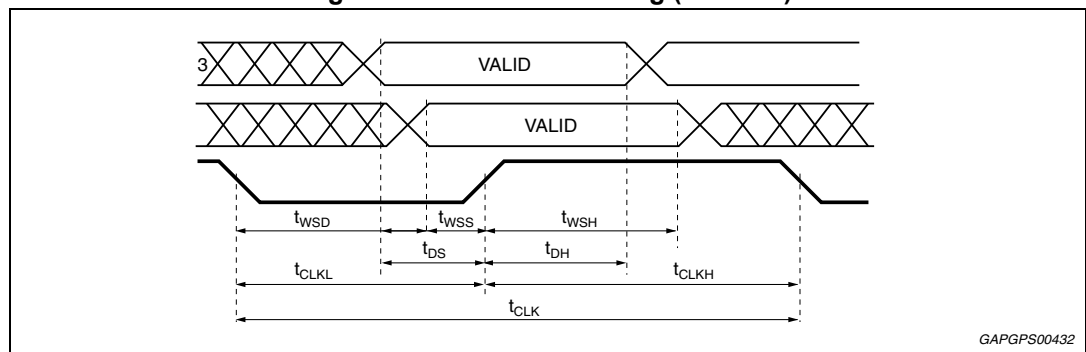 3
VALID
VALID
tWSD
tWSS
tWSH
tDS
tDH
tCLKL
tCLKH
tCLK
GAPGPS00432